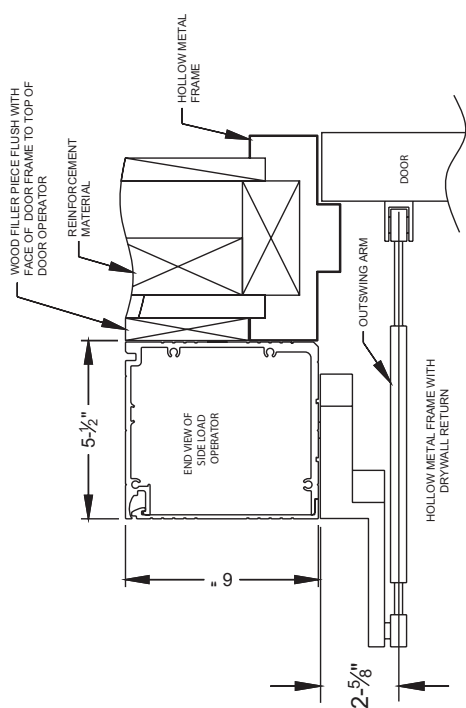 WOOD FILLER PIECE FLUSH WITH
FACE OF DOOR FRAME TO TOP OF
DOOR OPERATOR
REINFORCEMENT
MATERIAL
HOLLOW METAL
FRAME
5-½"
END VIEW OF
SIDE LOAD
OPERATOR
6"
DOOR
OUTSWING ARM
HOLLOW METAL FRAME WITH
DRYWALL RETURN
2-⅝"